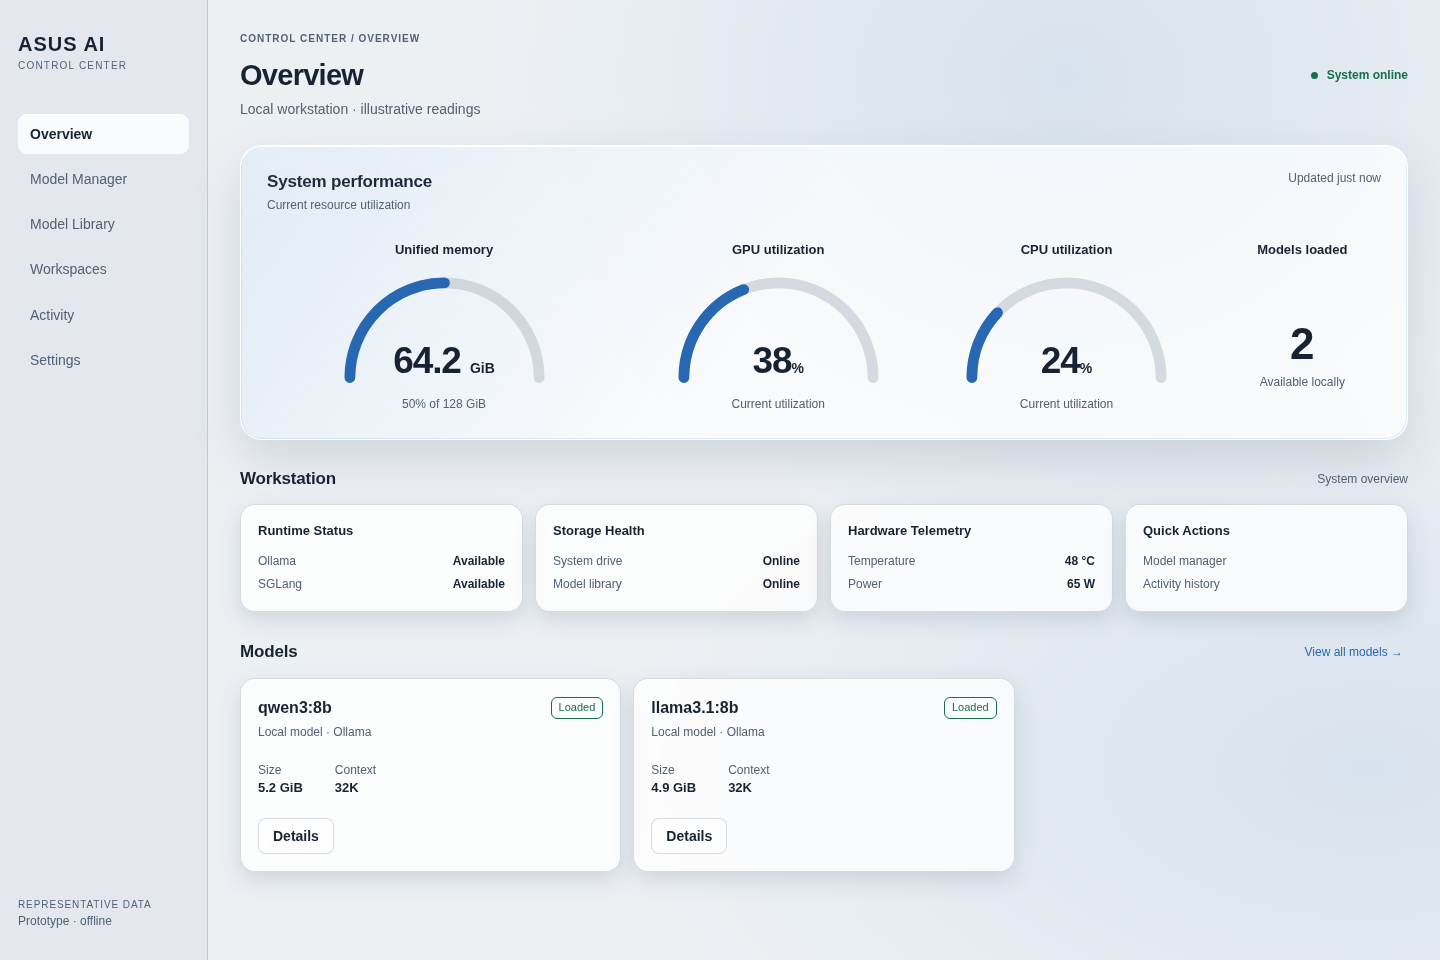 ASUS AI
CONTROL CENTER
Overview
Model Manager
Model Library
Workspaces
Activity
Settings
REPRESENTATIVE DATA
Prototype · offline
CONTROL CENTER / OVERVIEW
Overview
Local workstation · illustrative readings
System online
System performance
Current resource utilization
Updated just now
Unified memory
64.2 GiB
50% of 128 GiB
GPU utilization
38%
Current utilization
CPU utilization
24%
Current utilization
Models loaded
2
Available locally
Workstation
System overview
Runtime Status
Ollama Available
SGLang Available
Storage Health
System drive Online
Model library Online
Hardware Telemetry
Temperature 48 °C
Power 65 W
Quick Actions
Model manager
Activity history
Models
View all models →
qwen3:8b
Loaded
Local model · Ollama
Size Context
5.2 GiB 32K
Details
llama3.1:8b
Loaded
Local model · Ollama
Size Context
4.9 GiB 32K
Details